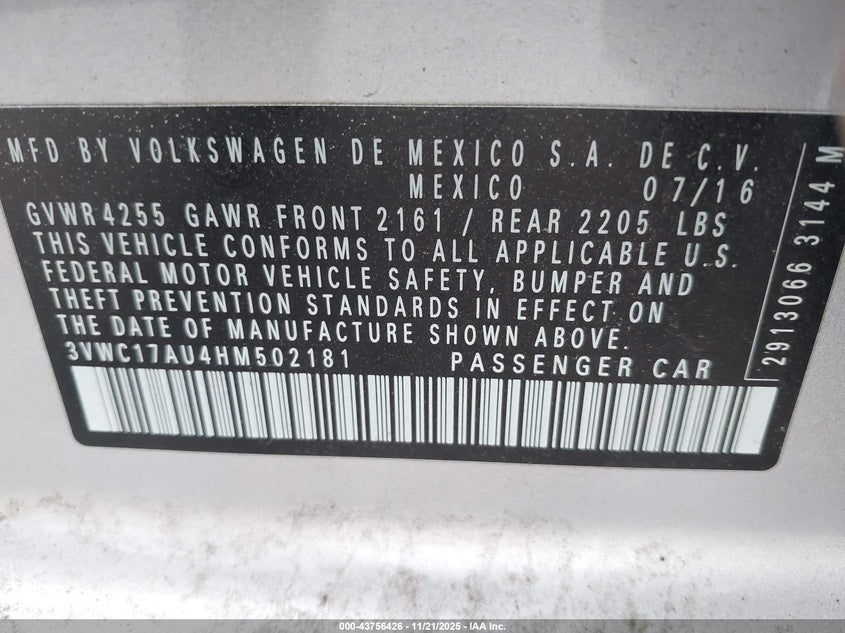 MFD BY VOLKSWAGEN DE MEXICO S.A. DE C.V.
MEXICO 07/16
GVWR4255 GAWR FRONT 2161 / REAR 2205 LBS
THIS VEHICLE CONFORMS TO ALL APPLICABLE U.S.
FEDERAL MOTOR VEHICLE SAFETY, BUMPER AND
THEFT PREVENTION STANDARDS IN EFFECT ON
THE DATE OF MANUFACTURE SHOWN ABOVE.
3VWC17AU4HM502181 PASSENGER CAR
2913066 3144 M
000-43756426 - 11/21/2025 - IAA Inc.